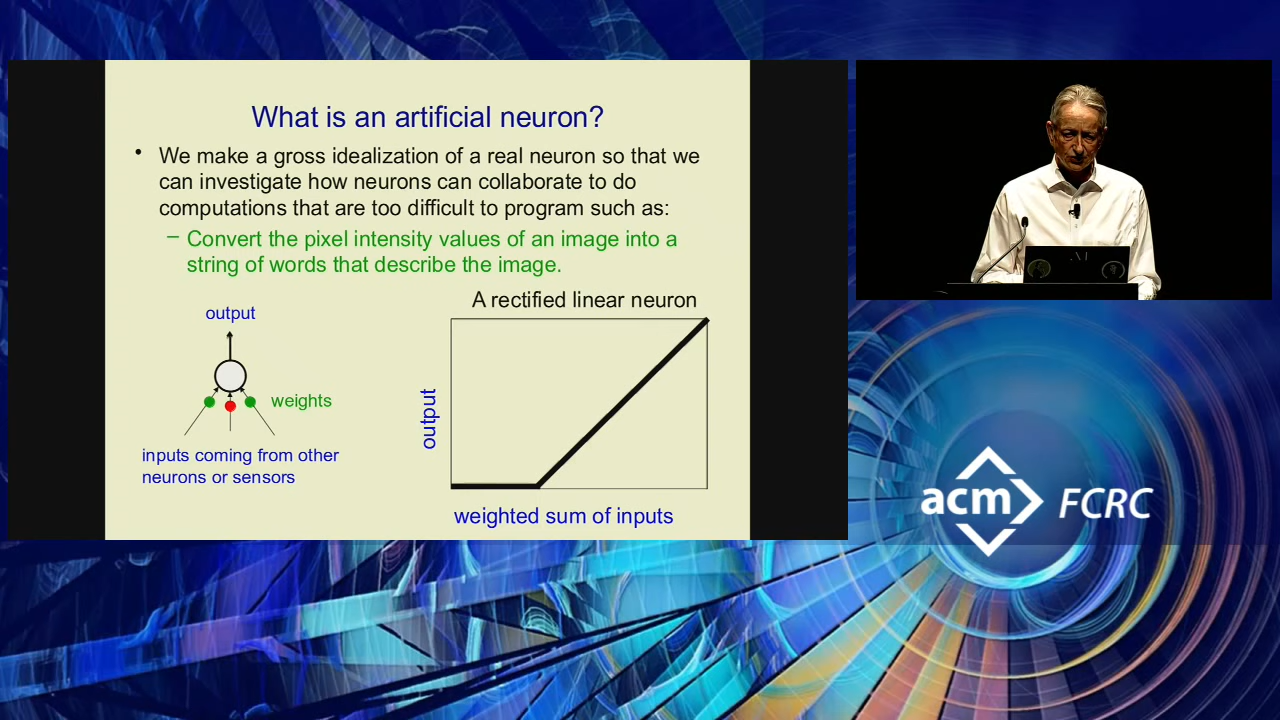 What is an artificial neuron?
• We make a gross idealization of a real neuron so that we
can investigate how neurons can collaborate to do
computations that are too difficult to program such as:
– Convert the pixel intensity values of an image into a
string of words that describe the image.
output
weights
inputs coming from other
neurons or sensors
A rectified linear neuron
output
weighted sum of inputs
acm FCRC